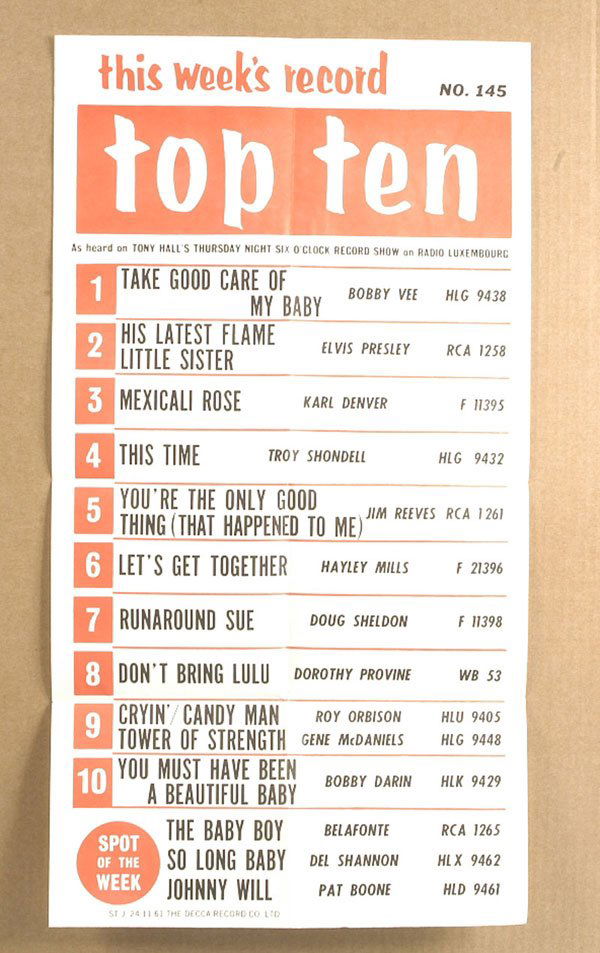 this week's record
NO. 145
top ten
As heard on TONY HALL'S THURSDAY NIGHT SIX O'CLOCK RECORD SHOW on RADIO LUXEMBOURG
1 TAKE GOOD CARE OF
MY BABY BOBBY VEE HLG 9438
2 HIS LATEST FLAME
LITTLE SISTER ELVIS PRESLEY RCA 1258
3 MEXICALI ROSE KARL DENVER F 11395
4 THIS TIME TROY SHONDELL HLG 9432
5 YOU'RE THE ONLY GOOD
THING (THAT HAPPENED TO ME) JIM REEVES RCA 1261
6 LET'S GET TOGETHER HAYLEY MILLS F 21396
7 RUNAROUND SUE DOUG SHELDON F 11398
8 DON'T BRING LULU DOROTHY PROVINE WB 53
9 CRYIN'/CANDY MAN ROY ORBISON HLU 9405
TOWER OF STRENGTH GENE McDANIELS HLG 9448
10 YOU MUST HAVE BEEN
A BEAUTIFUL BABY BOBBY DARIN HLK 9429
SPOT
OF THE
WEEK
THE BABY BOY BELAFONTE RCA 1265
SO LONG BABY DEL SHANNON HLX 9462
JOHNNY WILL PAT BOONE HLD 9461
ST J. 24 11 61 THE DECCA RECORD CO. LTD